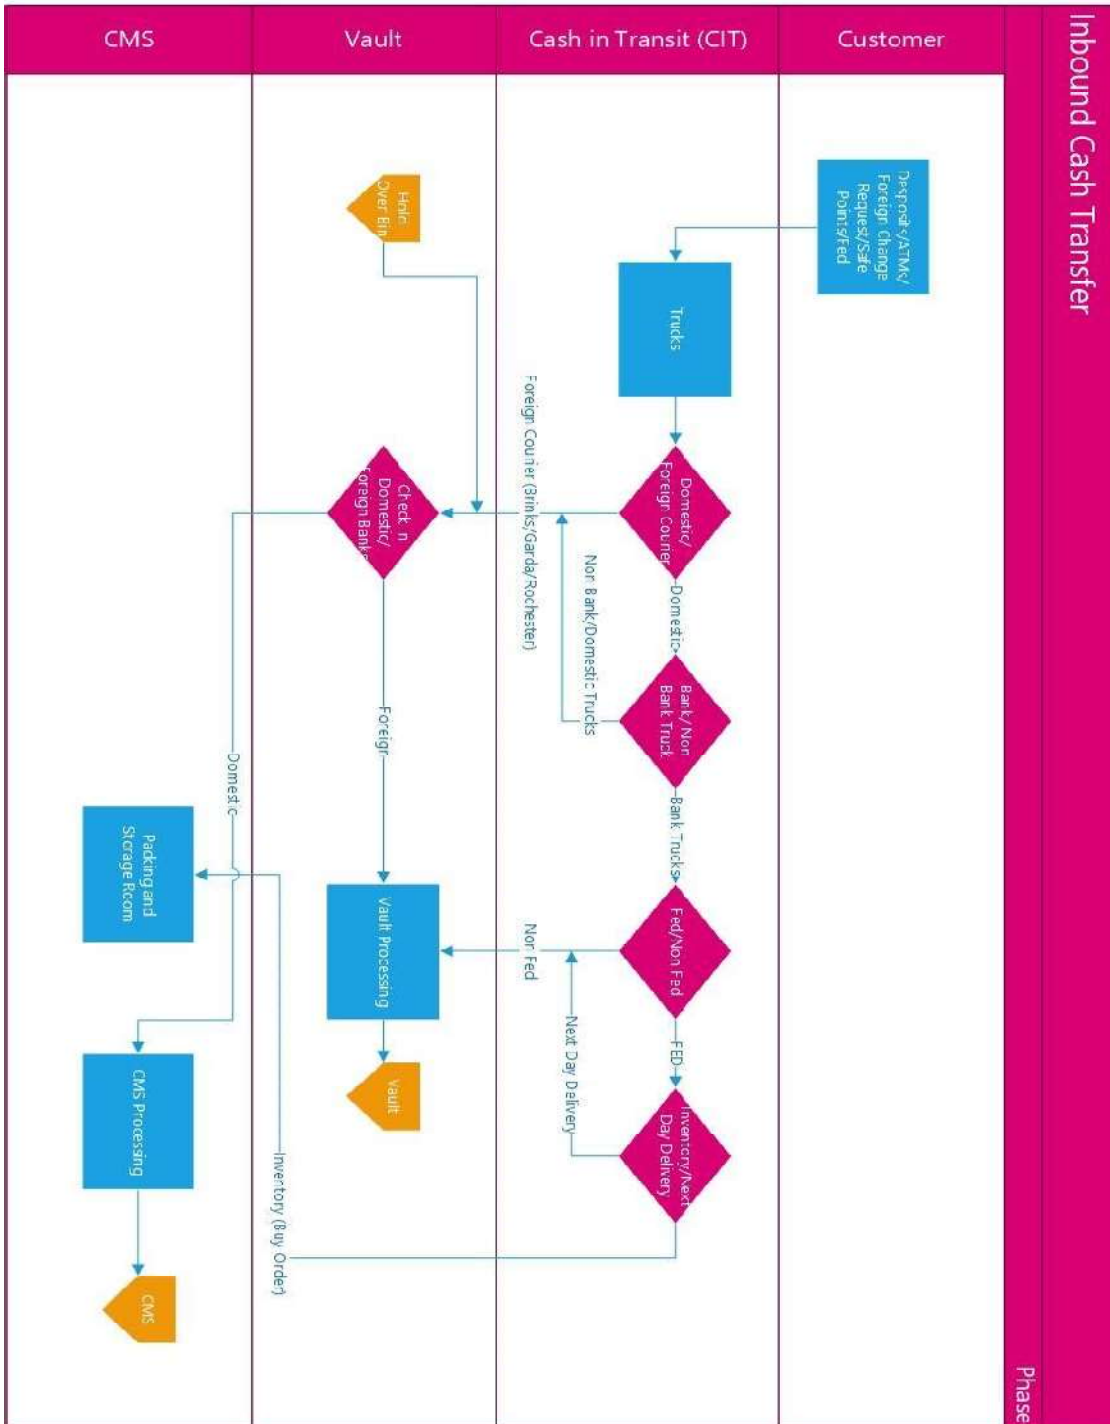 Inbound Cash Transfer
Phase
Customer
Cash in Transit (CIT)
Vault
CMS
Desposits/ATMs/
Foreign Change
Request/Safe
Points/Fed
Trucks
Domestic/
Foreign Courier
Domestic
Bank/Non
Bank Truck
Bank Trucks
Fed/Non Fed
FED
Inventory/Next
Day Delivery
Non Bank/Domestic Trucks
Foreign Courier (Brinks/Garda/Rochester)
Non Fed
Next Day Delivery
Hold
Over Bin
Check in
Domestic/
Foreign Banks
Foreign
Vault Processing
Vault
Domestic
Inventory (Buy Order)
Packing and
Storage Room
CMS Processing
CMS